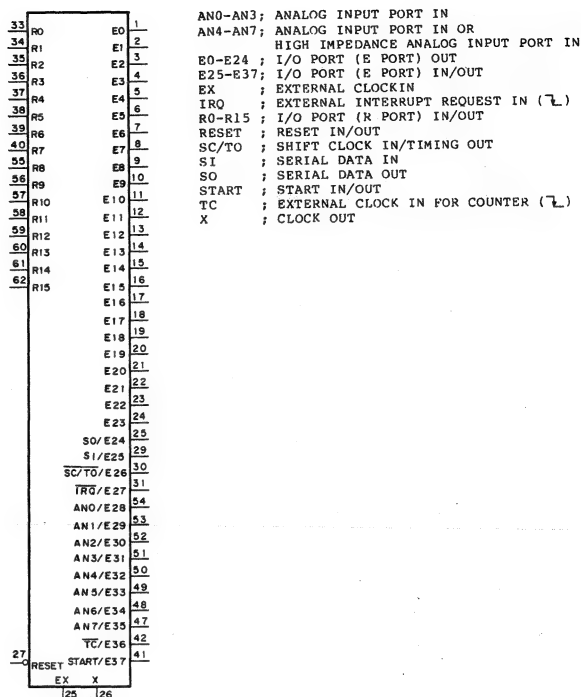 33 R0 E0 1
34 R1 E1 2
35 R2 E2 3
36 R3 E3 4
37 R4 E4 5
38 R5 E5 6
39 R6 E6 7
40 R7 E7 8
55 R8 E8 9
56 R9 E9 10
57 R10 E10 11
58 R11 E11 12
59 R12 E12 13
60 R13 E13 14
61 R14 E14 15
62 R15 E15 16
E16 17
E17 18
E18 19
E19 20
E20 21
E21 22
E22 23
E23 24
SO/E24 25
SI/E25 29
SC/TO/E26 30
IRQ/E27 31
AN0/E28 54
AN1/E29 53
AN2/E30 52
AN3/E31 51
AN4/E32 50
AN5/E33 49
AN6/E34 48
AN7/E35 47
TC/E36 42
27 RESET START/E37 41
EX X
25 26
AN0-AN3; ANALOG INPUT PORT IN
AN4-AN7; ANALOG INPUT PORT IN OR
HIGH IMPEDANCE ANALOG INPUT PORT IN
E0-E24 ; I/O PORT (E PORT) OUT
E25-E37; I/O PORT (E PORT) IN/OUT
EX ; EXTERNAL CLOCKIN
IRQ ; EXTERNAL INTERRUPT REQUEST IN ( )
R0-R15 ; I/O PORT (R PORT) IN/OUT
RESET ; RESET IN/OUT
SC/TO ; SHIFT CLOCK IN/TIMING OUT
SI ; SERIAL DATA IN
SO ; SERIAL DATA OUT
START ; START IN/OUT
TC ; EXTERNAL CLOCK IN FOR COUNTER ( )
X ; CLOCK OUT